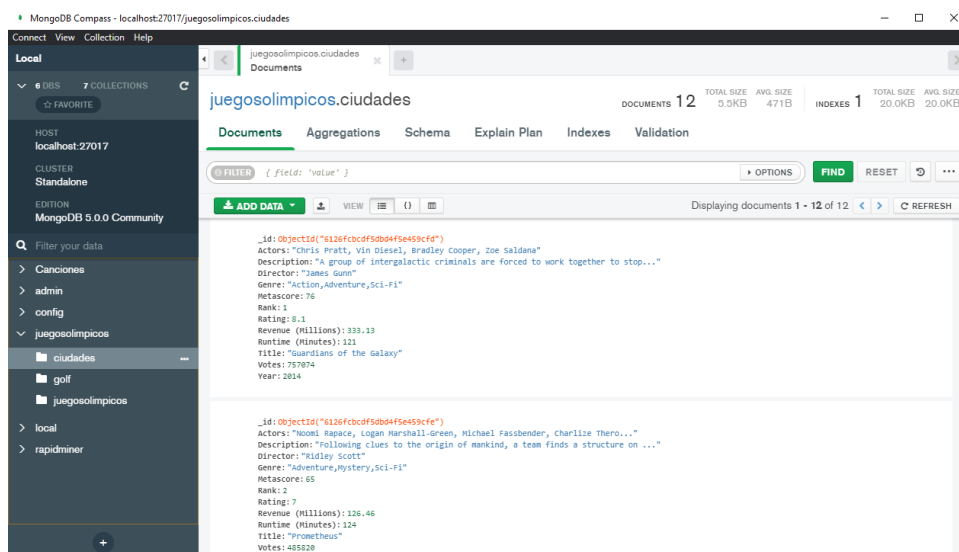 MongoDB Compass - localhost:27017/juegosolimpicos.ciudades
Connect View Collection Help
Local
6 DBS 7 COLLECTIONS
FAVORITE
HOST
localhost:27017
CLUSTER
Standalone
EDITION
MongoDB 5.0.0 Community
Filter your data
Canciones
admin
config
juegosolimpicos
ciudades
golf
juegosolimpicos
local
rapidminer
juegosolimpicos.ciudades
Documents
juegosolimpicos.ciudades
DOCUMENTS 12 TOTAL SIZE 5.5KB AVG. SIZE 471B INDEXES 1 TOTAL SIZE 20.0KB AVG. SIZE 20.0KB
Documents Aggregations Schema Explain Plan Indexes Validation
FILTER { field: 'value' } OPTIONS FIND RESET ...
ADD DATA VIEW {} Displaying documents 1 - 12 of 12 < > REFRESH
_id: ObjectId("6126fcbcdf5dbd4f5e459cfd")
Actors: "Chris Pratt, Vin Diesel, Bradley Cooper, Zoe Saldana"
Description: "A group of intergalactic criminals are forced to work together to stop..."
Director: "James Gunn"
Genre: "Action,Adventure,Sci-Fi"
Metascore: 76
Rank: 1
Rating: 8.1
Revenue (Millions): 333.13
Runtime (Minutes): 121
Title: "Guardians of the Galaxy"
Votes: 757074
Year: 2014
_id: ObjectId("6126fcbcdf5dbd4f5e459cfe")
Actors: "Noomi Rapace, Logan Marshall-Green, Michael Fassbender, Charlize Thero..."
Description: "Following clues to the origin of mankind, a team finds a structure on ..."
Director: "Ridley Scott"
Genre: "Adventure,Mystery,Sci-Fi"
Metascore: 65
Rank: 2
Rating: 7
Revenue (Millions): 126.46
Runtime (Minutes): 124
Title: "Prometheus"
Votes: 485820